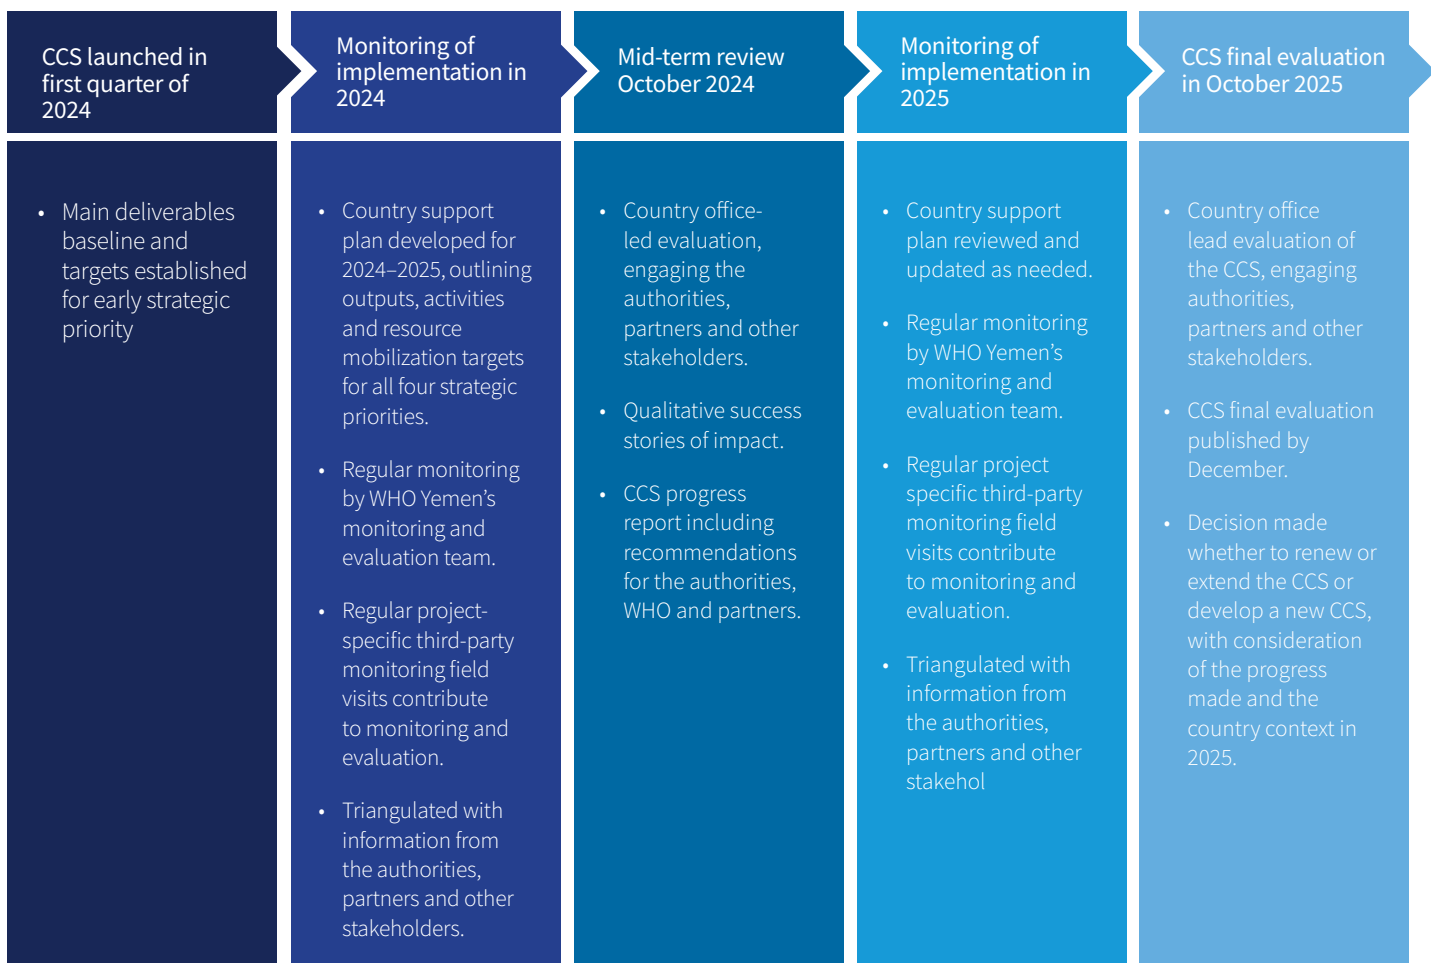 CCS launched in
first quarter of
2024
Monitoring of
implementation in
2024
Mid-term review
October 2024
Monitoring of
implementation in
2025
CCS final evaluation
in October 2025
• Main deliverables
baseline and
targets established
for early strategic
priority
• Country support
plan developed for
2024–2025, outlining
outputs, activities
and resource
mobilization targets
for all four strategic
priorities.
• Regular monitoring
by WHO Yemen’s
monitoring and
evaluation team.
• Regular project-
specific third-party
monitoring field
visits contribute
to monitoring and
evaluation.
• Triangulated with
information from
the authorities,
partners and other
stakeholders.
• Country office-
led evaluation,
engaging the
authorities,
partners and other
stakeholders.
• Qualitative success
stories of impact.
• CCS progress
report including
recommendations
for the authorities,
WHO and partners.
• Country support
plan reviewed and
updated as needed.
• Regular monitoring
by WHO Yemen’s
monitoring and
evaluation team.
• Regular project
specific third-party
monitoring field
visits contribute
to monitoring and
evaluation.
• Triangulated with
information from
the authorities,
partners and other
stakehol
• Country office
lead evaluation of
the CCS, engaging
authorities,
partners and other
stakeholders.
• CCS final evaluation
published by
December.
• Decision made
whether to renew or
extend the CCS or
develop a new CCS,
with consideration
of the progress
made and the
country context in
2025.